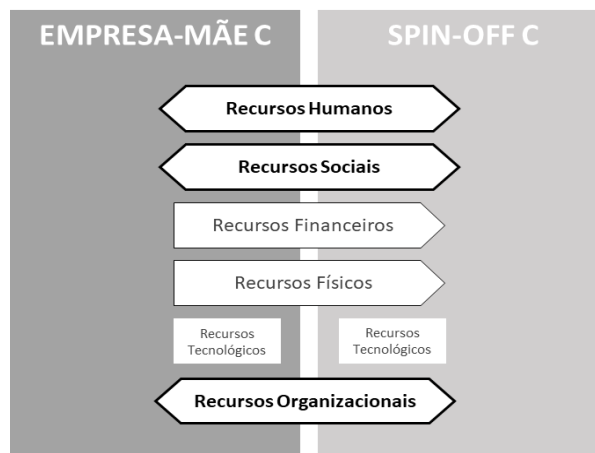 EMPRESA-MÃE C
SPIN-OFF C
Recursos Humanos
Recursos Sociais
Recursos Financeiros
Recursos Físicos
Recursos
Tecnológicos
Recursos
Tecnológicos
Recursos Organizacionais